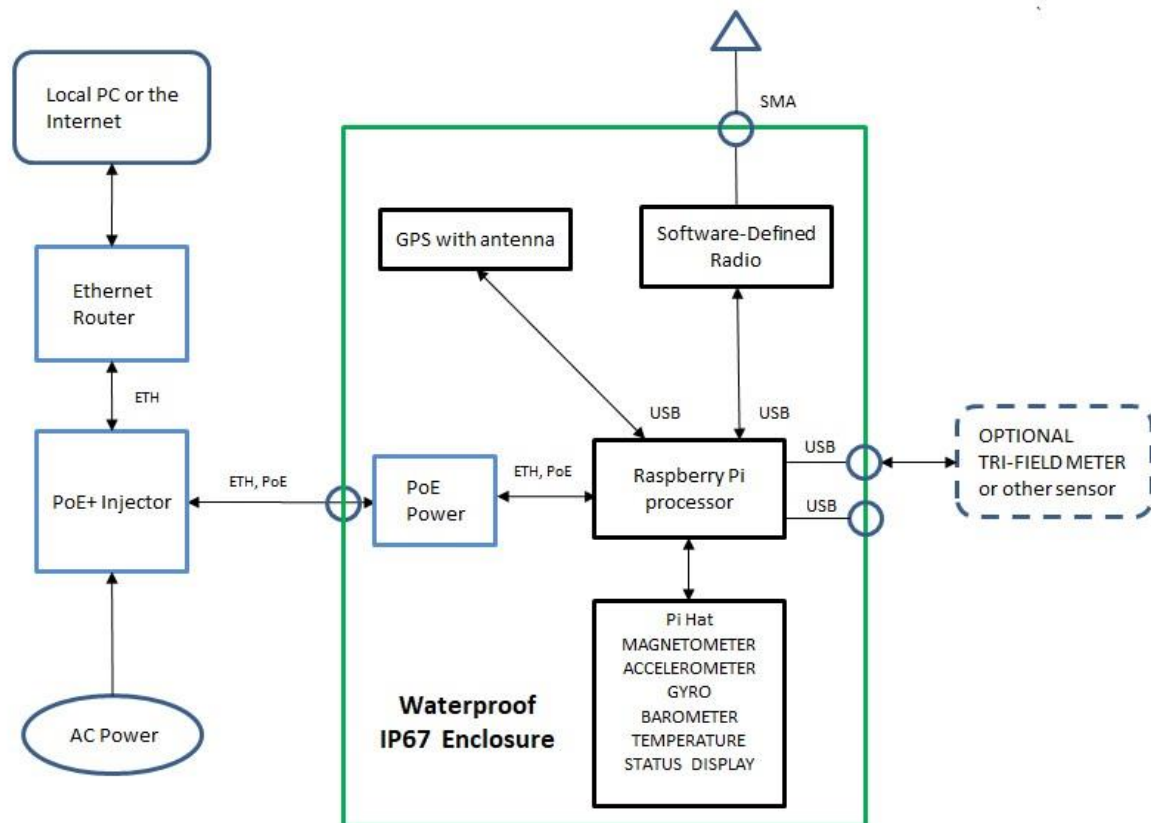 SMA
Local PC or the
Internet
GPS with antenna
Software-Defined
Radio
Ethernet
Router
ETH
USB
USB
PoE+ Injector
ETH, PoE
PoE
Power
ETH, PoE
Raspberry Pi
processor
USB
USB
OPTIONAL
TRI-FIELD METER
or other sensor
Pi Hat
MAGNETOMETER
ACCELEROMETER
GYRO
BAROMETER
TEMPERATURE
STATUS DISPLAY
Waterproof
IP67 Enclosure
AC Power